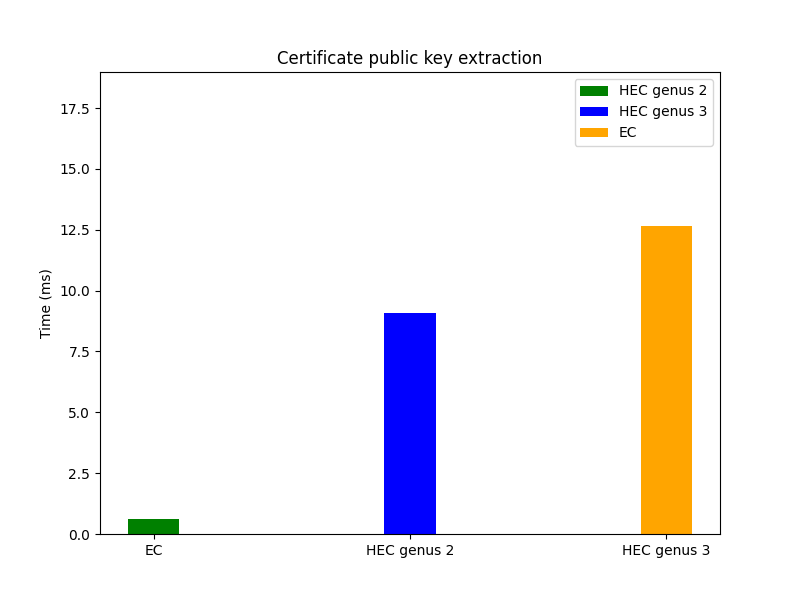 Certificate public key extraction
HEC genus 2
HEC genus 3
EC
17.5
15.0
12.5
10.0
7.5
5.0
2.5
0.0
Time (ms)
EC
HEC genus 2
HEC genus 3